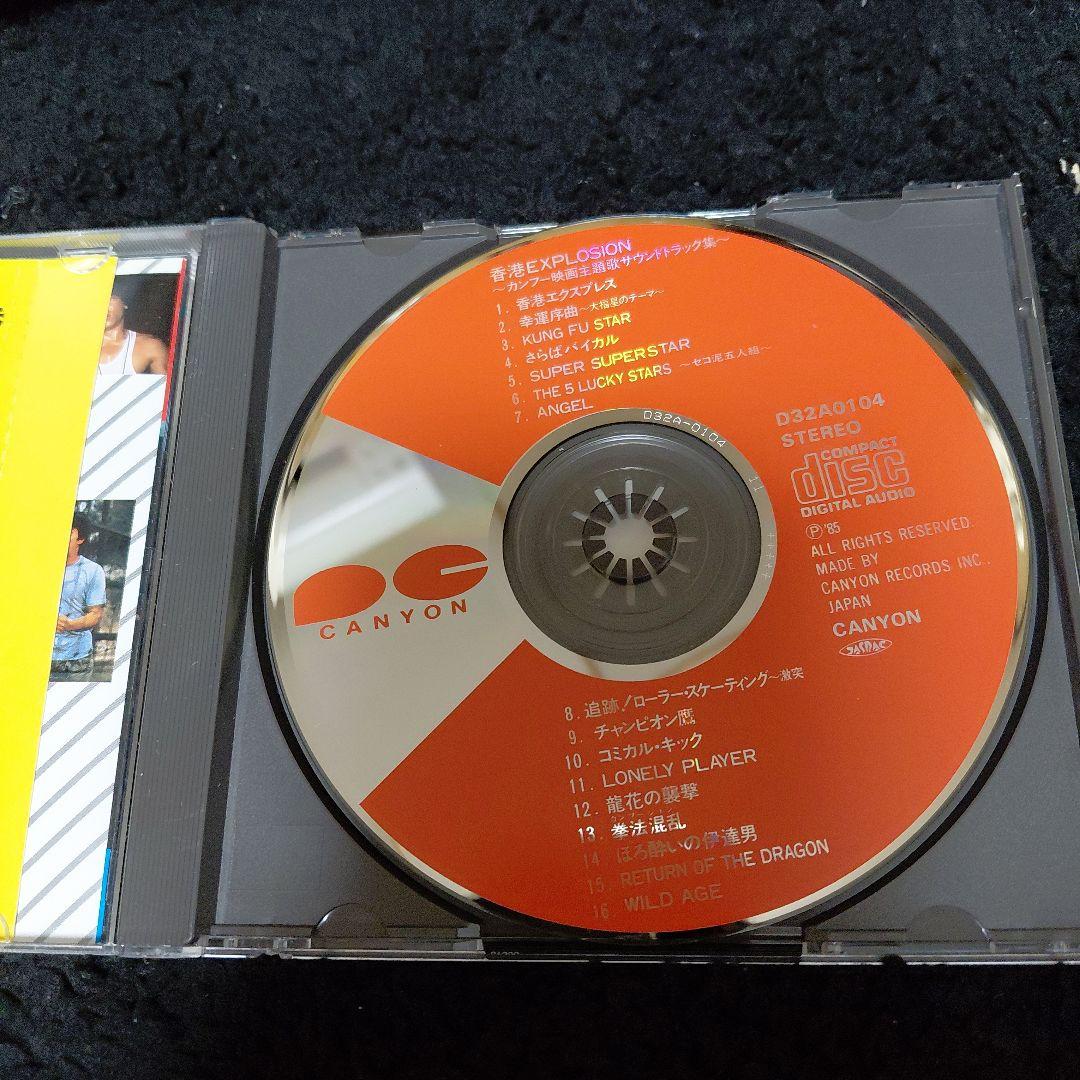 香港EXPLOSION
～カンフー映画主題歌サウンドトラック集～
1. 香港エクスプレス
2. 幸運序曲～大福星のテーマ～
3. KUNG FU STAR
4. さらばバイカル
5. SUPER SUPERSTAR
6. THE 5 LUCKY STARS ～セコ泥五人組～
7. ANGEL
D32A-0104
11
D32A0104
STEREO
COMPACT
disc
DIGITAL AUDIO
Ⓟ'85
ALL RIGHTS RESERVED.
MADE BY
CANYON RECORDS INC.,
JAPAN
CANYON
JASRAC
PC
CANYON
8. 追跡!ローラー・スケーティング～激突
9. チャンピオン鷹
10. コミカル・キック
11. LONELY PLAYER
12. 龍花の襲撃
13. 拳法混乱
14 ほろ酔いの伊達男
15. RETURN OF THE DRAGON
16 WILD AGE